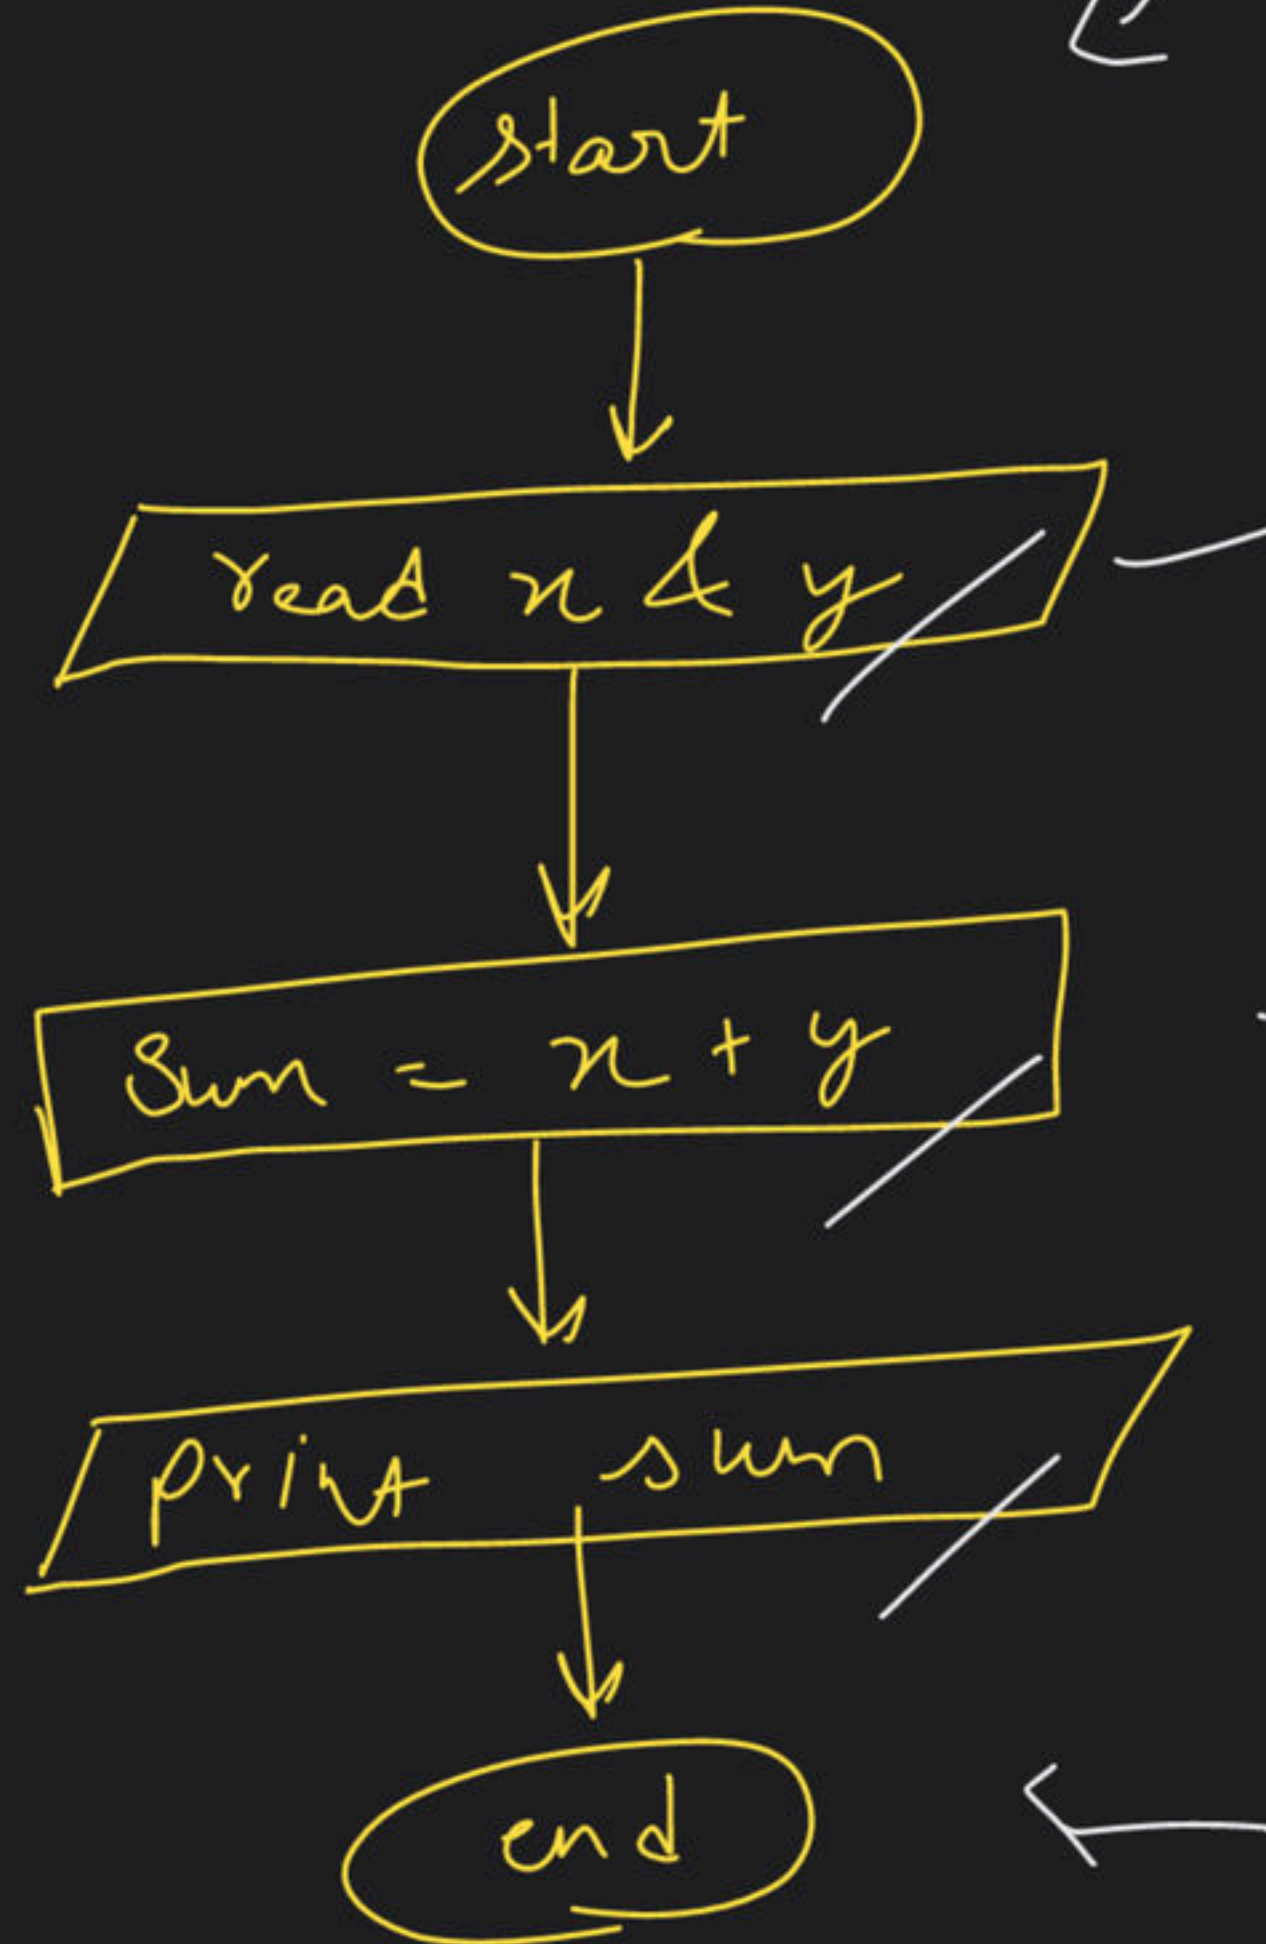 start
read x & y
Sum = x + y
print sum
end